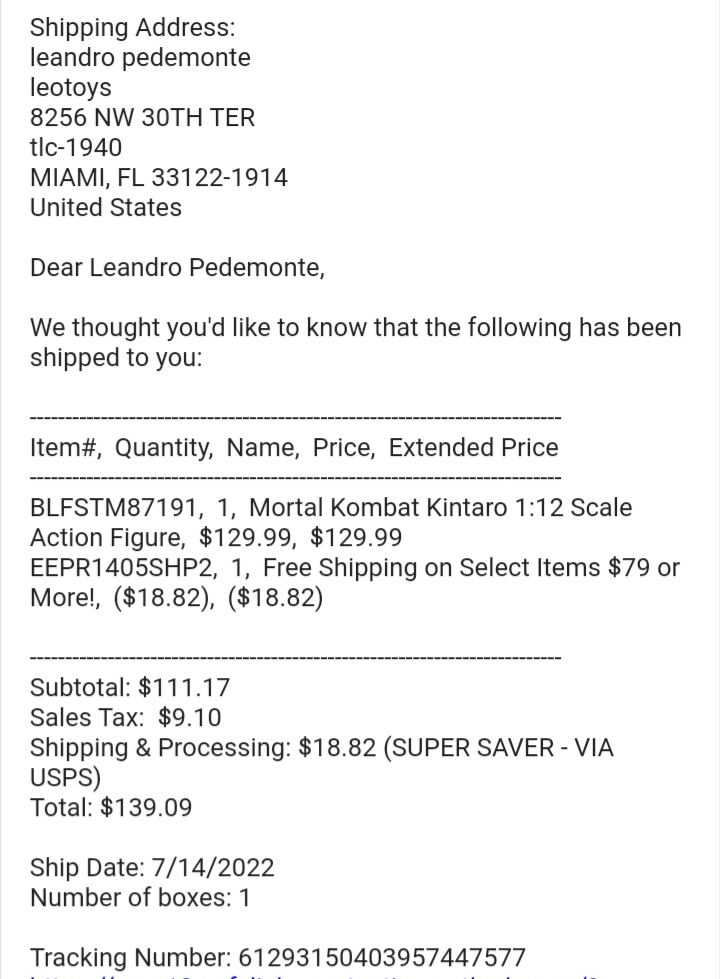 Shipping Address:
leandro pedemonte
leotoys
8256 NW 30TH TER
tlc-1940
MIAMI, FL 33122-1914
United States
Dear Leandro Pedemonte,
We thought you'd like to know that the following has been
shipped to you:
---------------------------------------------------------------------------
Item#,  Quantity,  Name,  Price,  Extended Price
---------------------------------------------------------------------------
BLFSTM87191,  1,  Mortal Kombat Kintaro 1:12 Scale
Action Figure,  $129.99,  $129.99
EEPR1405SHP2,  1,  Free Shipping on Select Items $79 or
More!,  ($18.82),  ($18.82)
---------------------------------------------------------------------------
Subtotal: $111.17
Sales Tax:  $9.10
Shipping & Processing: $18.82 (SUPER SAVER - VIA
USPS)
Total: $139.09
Ship Date: 7/14/2022
Number of boxes: 1
Tracking Number: 61293150403957447577